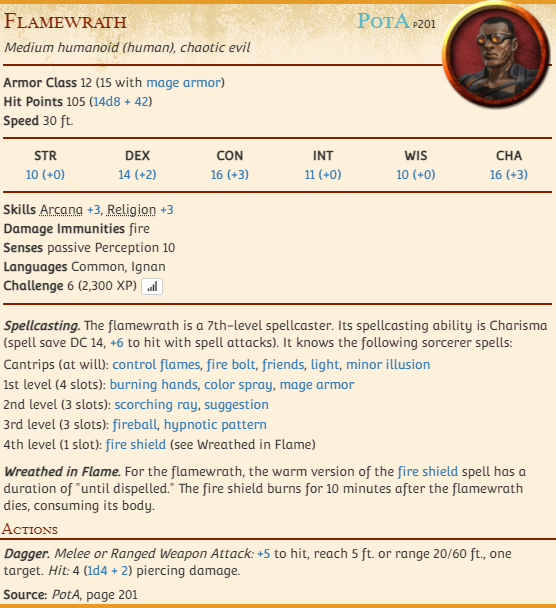 Flamewrath PotA p201
Medium humanoid (human), chaotic evil
Armor Class 12 (15 with mage armor)
Hit Points 105 (14d8 + 42)
Speed 30 ft.
STR DEX CON INT WIS CHA
10 (+0) 14 (+2) 16 (+3) 11 (+0) 10 (+0) 16 (+3)
Skills Arcana +3, Religion +3
Damage Immunities fire
Senses passive Perception 10
Languages Common, Ignan
Challenge 6 (2,300 XP)
Spellcasting. The flamewrath is a 7th-level spellcaster. Its spellcasting ability is Charisma
(spell save DC 14, +6 to hit with spell attacks). It knows the following sorcerer spells:
Cantrips (at will): control flames, fire bolt, friends, light, minor illusion
1st level (4 slots): burning hands, color spray, mage armor
2nd level (3 slots): scorching ray, suggestion
3rd level (3 slots): fireball, hypnotic pattern
4th level (1 slot): fire shield (see Wreathed in Flame)
Wreathed in Flame. For the flamewrath, the warm version of the fire shield spell has a
duration of "until dispelled." The fire shield burns for 10 minutes after the flamewrath
dies, consuming its body.
Actions
Dagger. Melee or Ranged Weapon Attack: +5 to hit, reach 5 ft. or range 20/60 ft., one
target. Hit: 4 (1d4 + 2) piercing damage.
Source: PotA, page 201